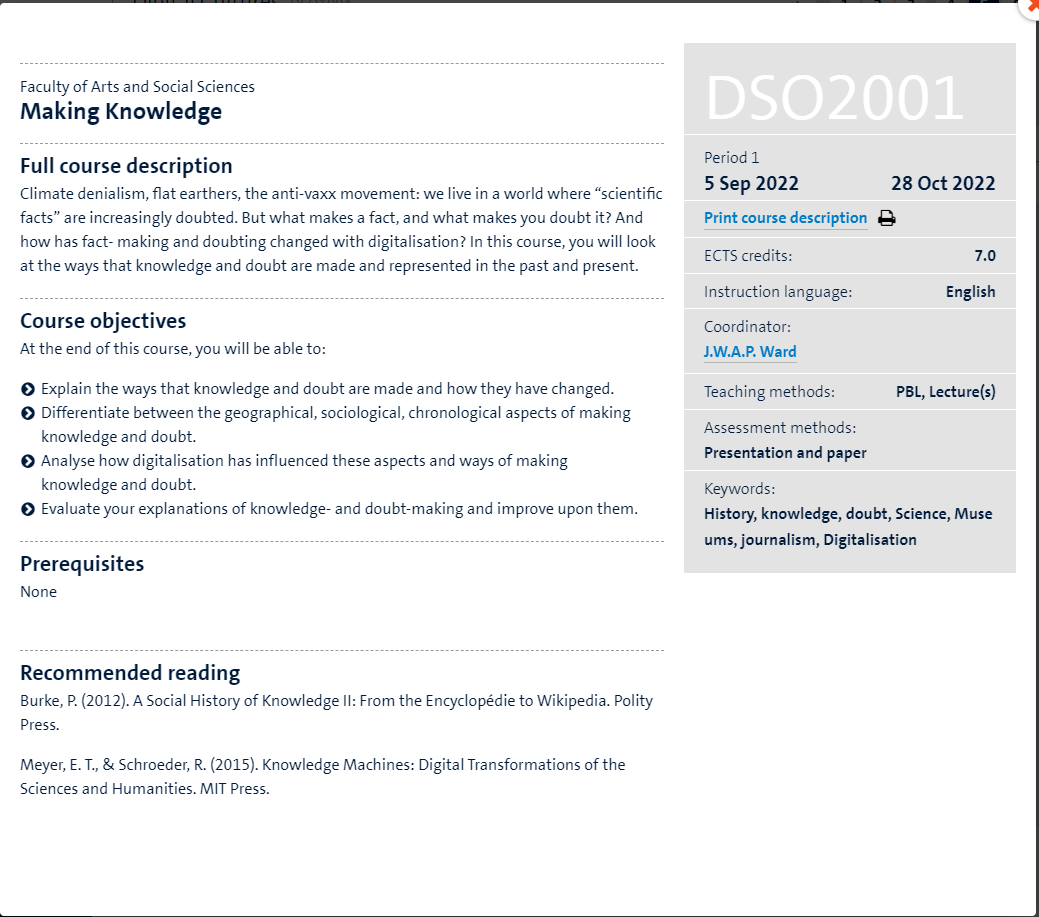 Faculty of Arts and Social Sciences
Making Knowledge
Full course description
Climate denialism, flat earthers, the anti-vaxx movement: we live in a world where “scientific
facts” are increasingly doubted. But what makes a fact, and what makes you doubt it? And
how has fact- making and doubting changed with digitalisation? In this course, you will look
at the ways that knowledge and doubt are made and represented in the past and present.
Course objectives
At the end of this course, you will be able to:
Explain the ways that knowledge and doubt are made and how they have changed.
Differentiate between the geographical, sociological, chronological aspects of making
knowledge and doubt.
Analyse how digitalisation has influenced these aspects and ways of making
knowledge and doubt.
Evaluate your explanations of knowledge- and doubt-making and improve upon them.
Prerequisites
None
Recommended reading
Burke, P. (2012). A Social History of Knowledge II: From the Encyclopédie to Wikipedia. Polity
Press.
Meyer, E. T., & Schroeder, R. (2015). Knowledge Machines: Digital Transformations of the
Sciences and Humanities. MIT Press.
DSO2001
Period 1
5 Sep 2022 28 Oct 2022
Print course description
ECTS credits: 7.0
Instruction language: English
Coordinator:
J.W.A.P. Ward
Teaching methods: PBL, Lecture(s)
Assessment methods:
Presentation and paper
Keywords:
History, knowledge, doubt, Science, Muse
ums, journalism, Digitalisation